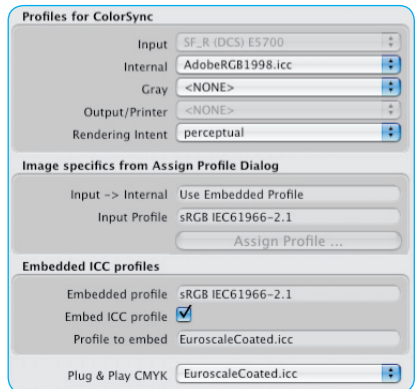 Profiles for ColorSync
Input SF_R (DCS) E5700
Internal AdobeRGB1998.icc
Gray <NONE>
Output/Printer <NONE>
Rendering Intent perceptual
Image specifics from Assign Profile Dialog
Input -> Internal Use Embedded Profile
Input Profile sRGB IEC61966-2.1
Assign Profile ...
Embedded ICC profiles
Embedded profile sRGB IEC61966-2.1
Embed ICC profile
Profile to embed EuroscaleCoated.icc
Plug & Play CMYK EuroscaleCoated.icc